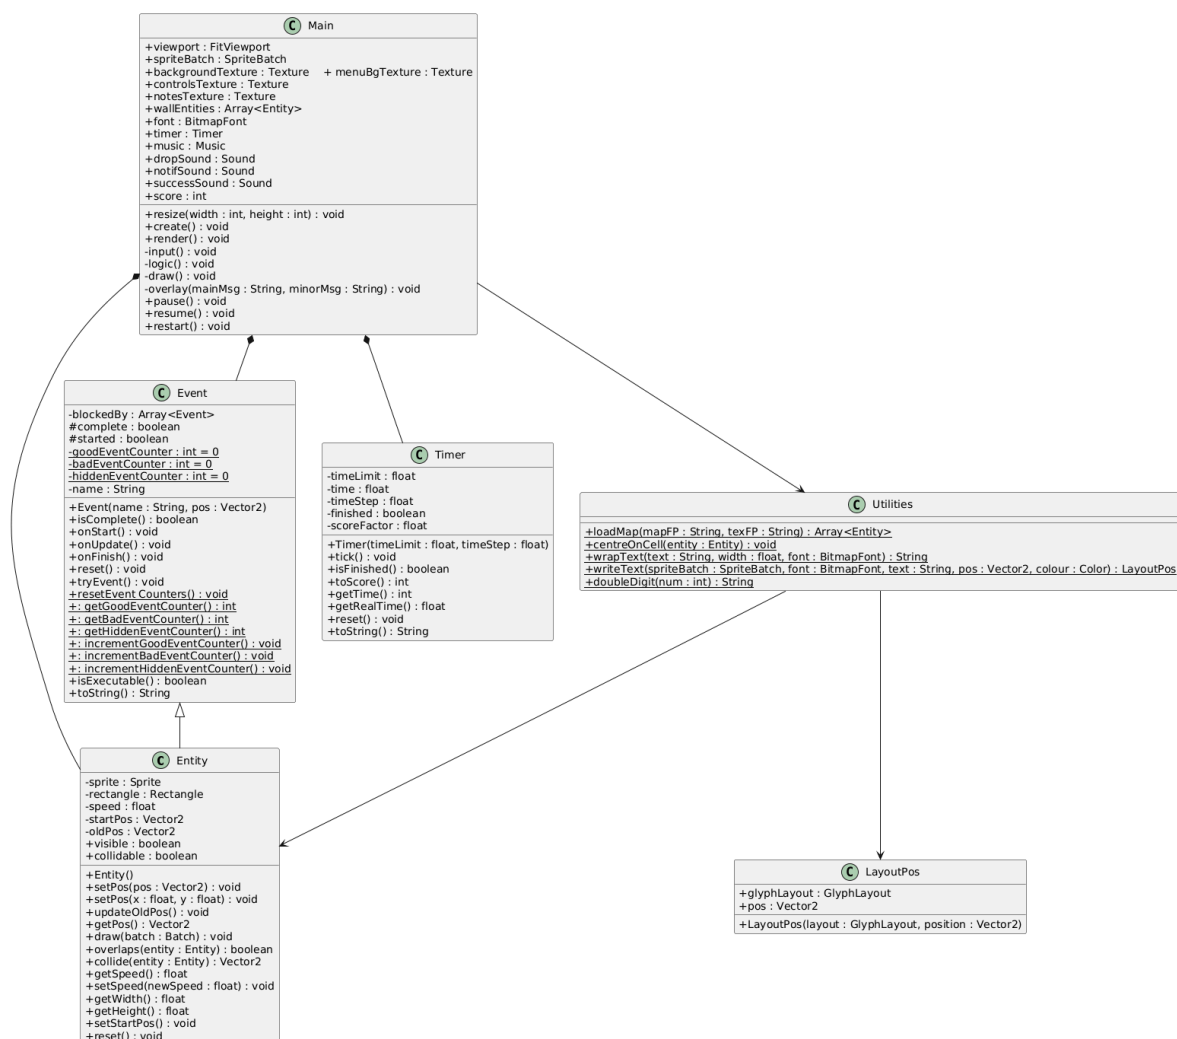 C Main
+viewport : FitViewport
+spriteBatch : SpriteBatch
+backgroundTexture : Texture + menuBgTexture : Texture
+controlsTexture : Texture
+notesTexture : Texture
+wallEntities : Array<Entity>
+font : BitmapFont
+timer : Timer
+music : Music
+dropSound : Sound
+notifSound : Sound
+successSound : Sound
+score : int
+resize(width : int, height : int) : void
+create() : void
+render() : void
-input() : void
-logic() : void
-draw() : void
-overlay(mainMsg : String, minorMsg : String) : void
+pause() : void
+resume() : void
+restart() : void
C Event
-blockedBy : Array<Event>
#complete : boolean
#started : boolean
-goodEventCounter : int = 0
-badEventCounter : int = 0
-hiddenEventCounter : int = 0
-name : String
+Event(name : String, pos : Vector2)
+isComplete() : boolean
+onStart() : void
+onUpdate() : void
+onFinish() : void
+reset() : void
+tryEvent() : void
+resetEvent Counters() : void
+: getGoodEventCounter() : int
+: getBadEventCounter() : int
+: getHiddenEventCounter() : int
+: incrementGoodEventCounter() : void
+: incrementBadEventCounter() : void
+: incrementHiddenEventCounter() : void
+isExecutable() : boolean
+toString() : String
C Timer
-timeLimit : float
-time : float
-timeStep : float
-finished : boolean
-scoreFactor : float
+Timer(timeLimit : float, timeStep : float)
+tick() : void
+isFinished() : boolean
+toScore() : int
+getTime() : int
+getRealTime() : float
+reset() : void
+toString() : String
C Utilities
+loadMap(mapFP : String, texFP : String) : Array<Entity>
+centreOnCell(entity : Entity) : void
+wrapText(text : String, width : float, font : BitmapFont) : String
+writeText(spriteBatch : SpriteBatch, font : BitmapFont, text : String, pos : Vector2, colour : Color) : LayoutPos
+doubleDigit(num : int) : String
C Entity
-sprite : Sprite
-rectangle : Rectangle
-speed : float
-startPos : Vector2
-oldPos : Vector2
+visible : boolean
+collidable : boolean
+Entity()
+setPos(pos : Vector2) : void
+setPos(x : float, y : float) : void
+updateOldPos() : void
+getPos() : Vector2
+draw(batch : Batch) : void
+overlaps(entity : Entity) : boolean
+collide(entity : Entity) : Vector2
+getSpeed() : float
+setSpeed(newSpeed : float) : void
+getWidth() : float
+getHeight() : float
+setStartPos() : void
+reset() : void
C LayoutPos
+glyphLayout : GlyphLayout
+pos : Vector2
+LayoutPos(layout : GlyphLayout, position : Vector2)